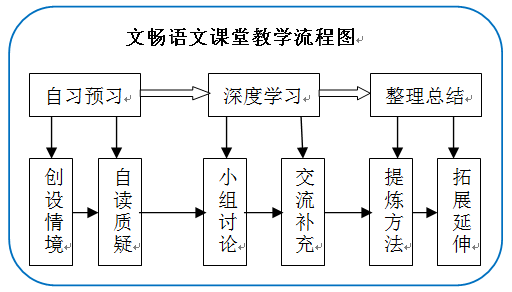 文畅语文课堂教学流程图
自习预习
深度学习
整理总结
创设情境
自读质疑
小组讨论
交流补充
提炼方法
拓展延伸